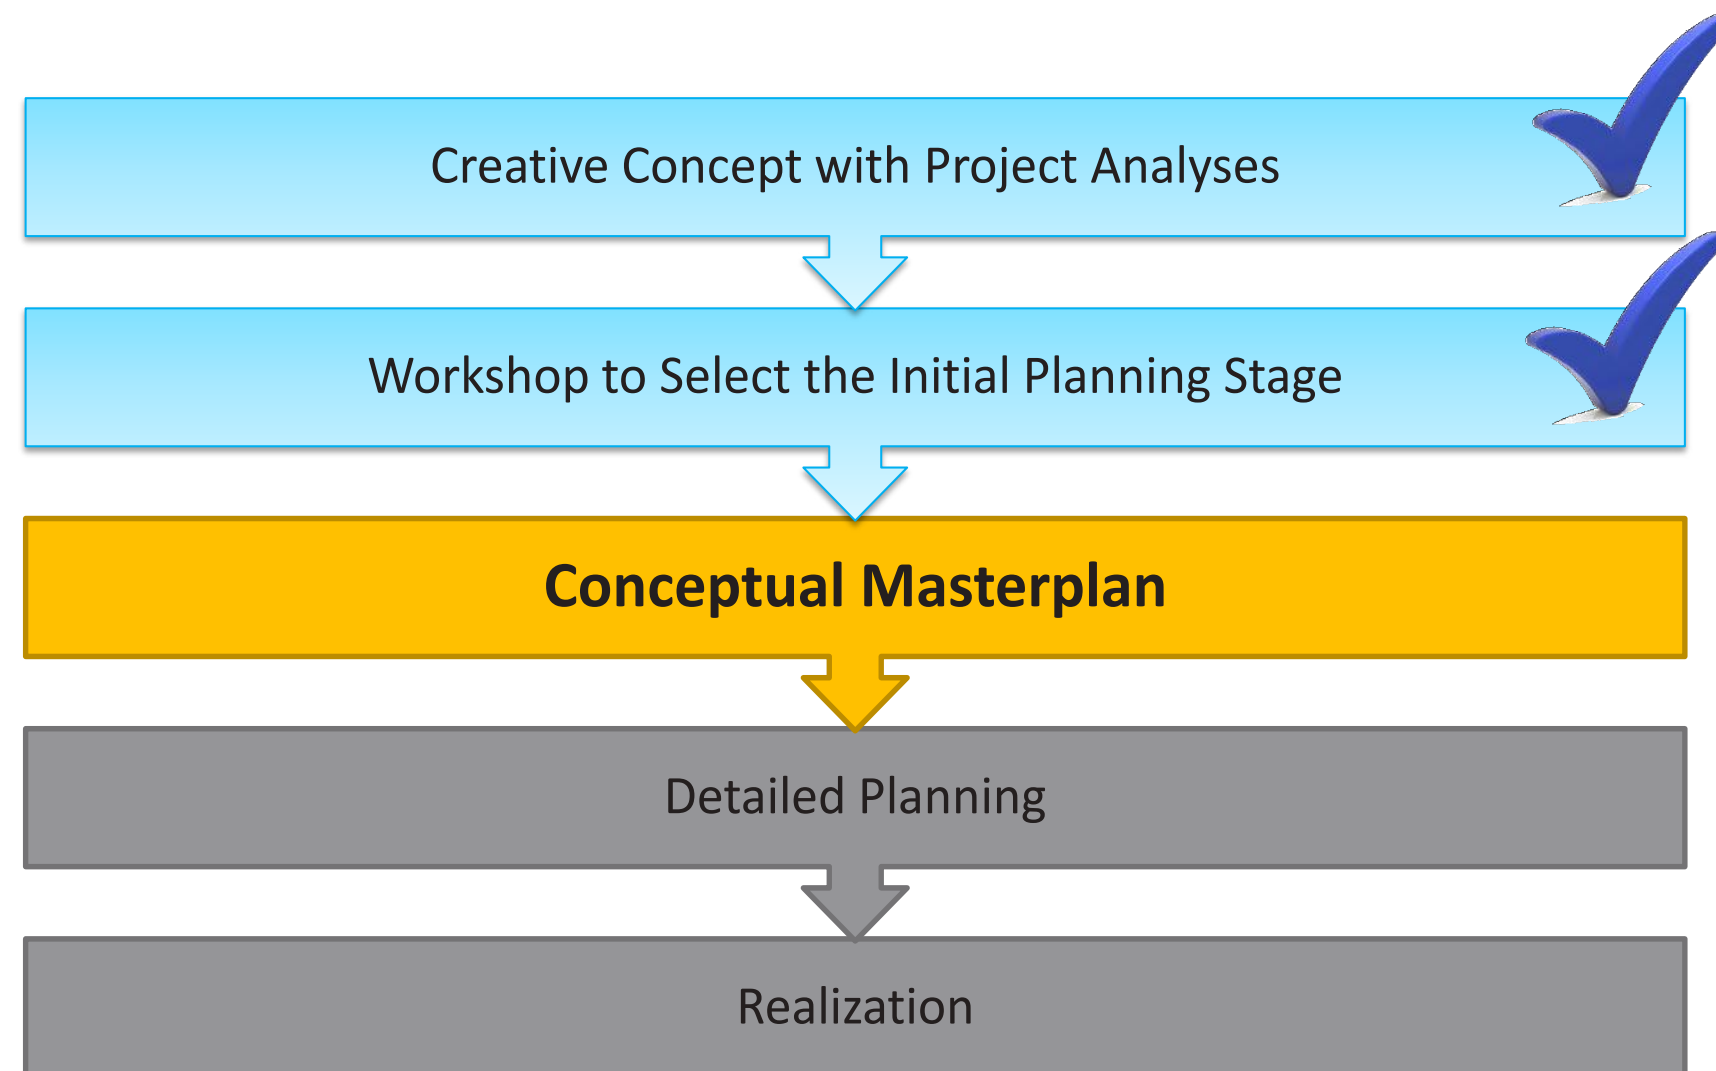 Creative Concept with Project Analyses
Workshop to Select the Initial Planning Stage
Conceptual Masterplan
Detailed Planning
Realization